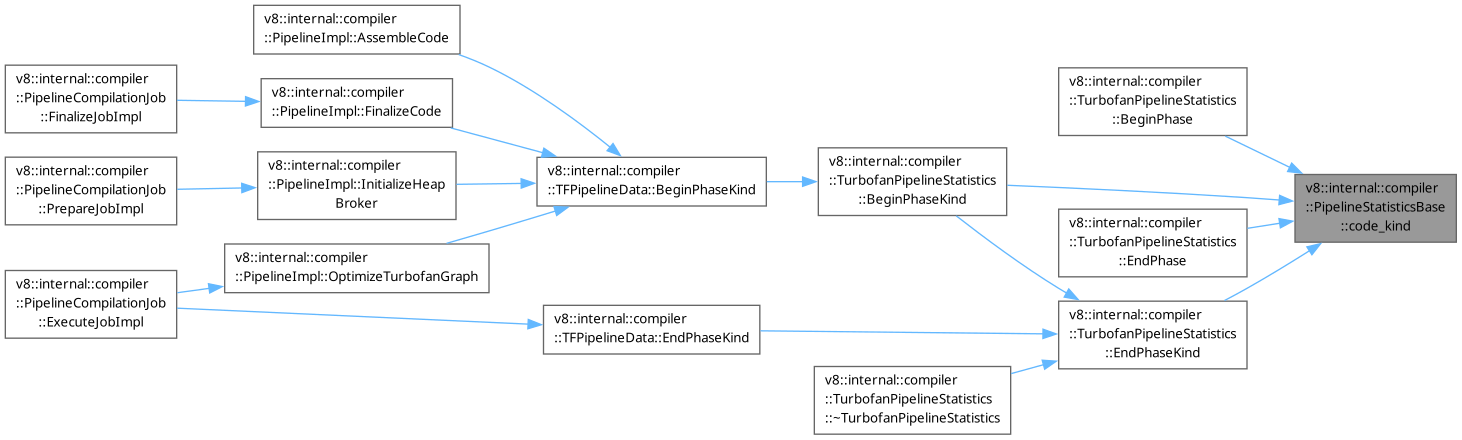 v8::internal::compiler
::PipelineImpl::AssembleCode
v8::internal::compiler
::PipelineCompilationJob
::FinalizeJobImpl
v8::internal::compiler
::PipelineImpl::FinalizeCode
v8::internal::compiler
::PipelineCompilationJob
::PrepareJobImpl
v8::internal::compiler
::PipelineImpl::InitializeHeap
Broker
v8::internal::compiler
::PipelineImpl::OptimizeTurbofanGraph
v8::internal::compiler
::PipelineCompilationJob
::ExecuteJobImpl
v8::internal::compiler
::TFPipelineData::BeginPhaseKind
v8::internal::compiler
::TFPipelineData::EndPhaseKind
v8::internal::compiler
::TurbofanPipelineStatistics
::BeginPhaseKind
v8::internal::compiler
::TurbofanPipelineStatistics
::~TurbofanPipelineStatistics
v8::internal::compiler
::TurbofanPipelineStatistics
::BeginPhase
v8::internal::compiler
::TurbofanPipelineStatistics
::EndPhase
v8::internal::compiler
::TurbofanPipelineStatistics
::EndPhaseKind
v8::internal::compiler
::PipelineStatisticsBase
::code_kind